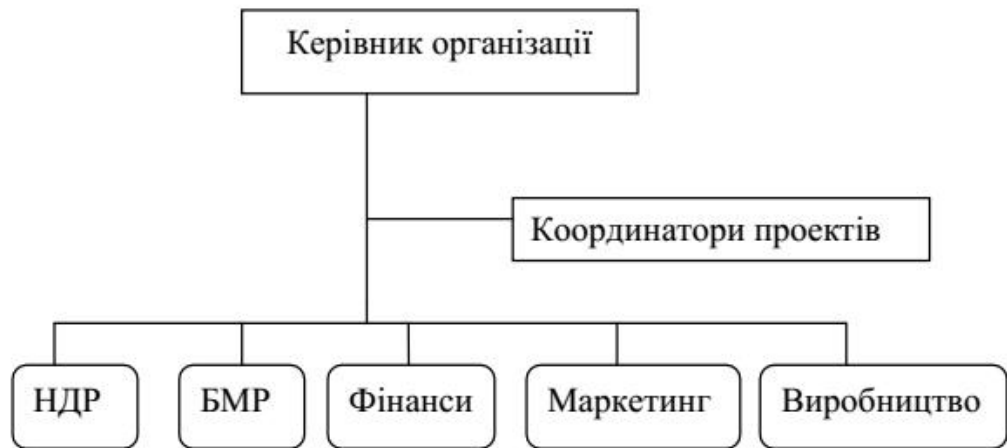 Керівник організації
Координатори проектів
НДР
БМР
Фінанси
Маркетинг
Виробництво